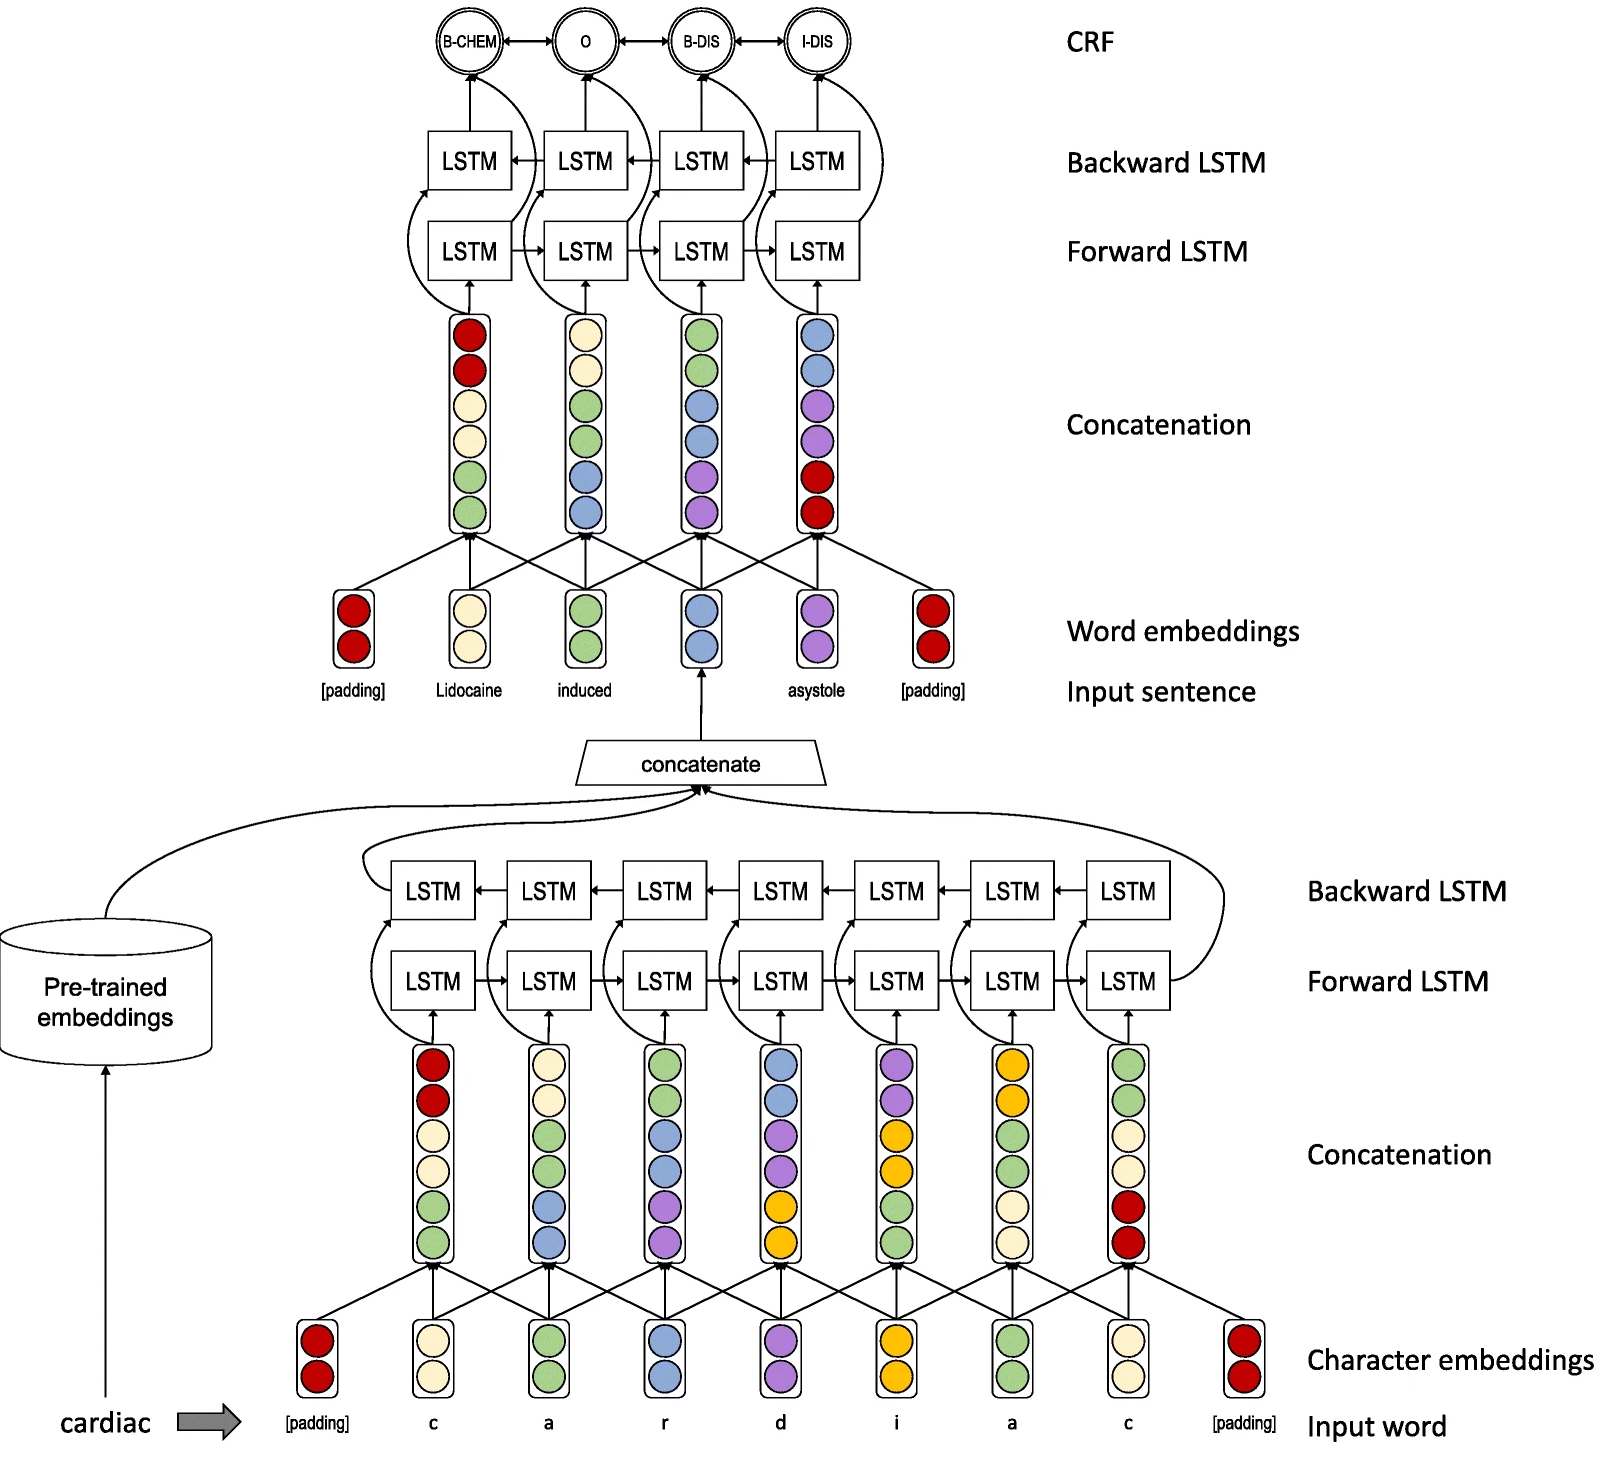 B-CHEM O B-DIS I-DIS CRF
LSTM LSTM LSTM LSTM Backward LSTM
LSTM LSTM LSTM LSTM Forward LSTM
Concatenation
Word embeddings
[padding] Lidocaine induced asystole [padding] Input sentence
concatenate
LSTM LSTM LSTM LSTM LSTM LSTM LSTM Backward LSTM
LSTM LSTM LSTM LSTM LSTM LSTM LSTM Forward LSTM
Pre-trained
embeddings
Concatenation
Character embeddings
cardiac [padding] c a r d i a c [padding] Input word